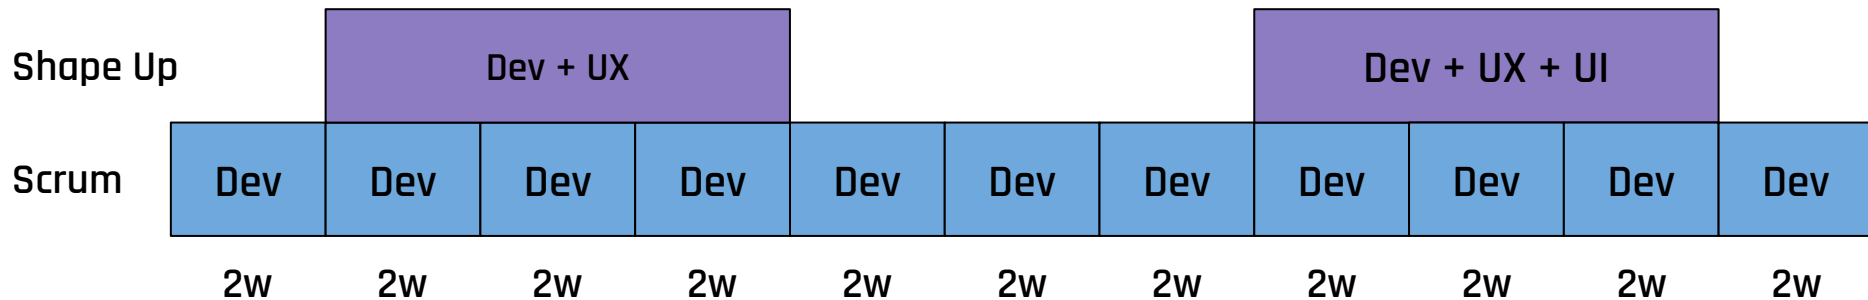 Shape Up Dev + UX Dev + UX + UI
Scrum Dev Dev Dev Dev Dev Dev Dev Dev Dev Dev Dev
2w 2w 2w 2w 2w 2w 2w 2w 2w 2w 2w